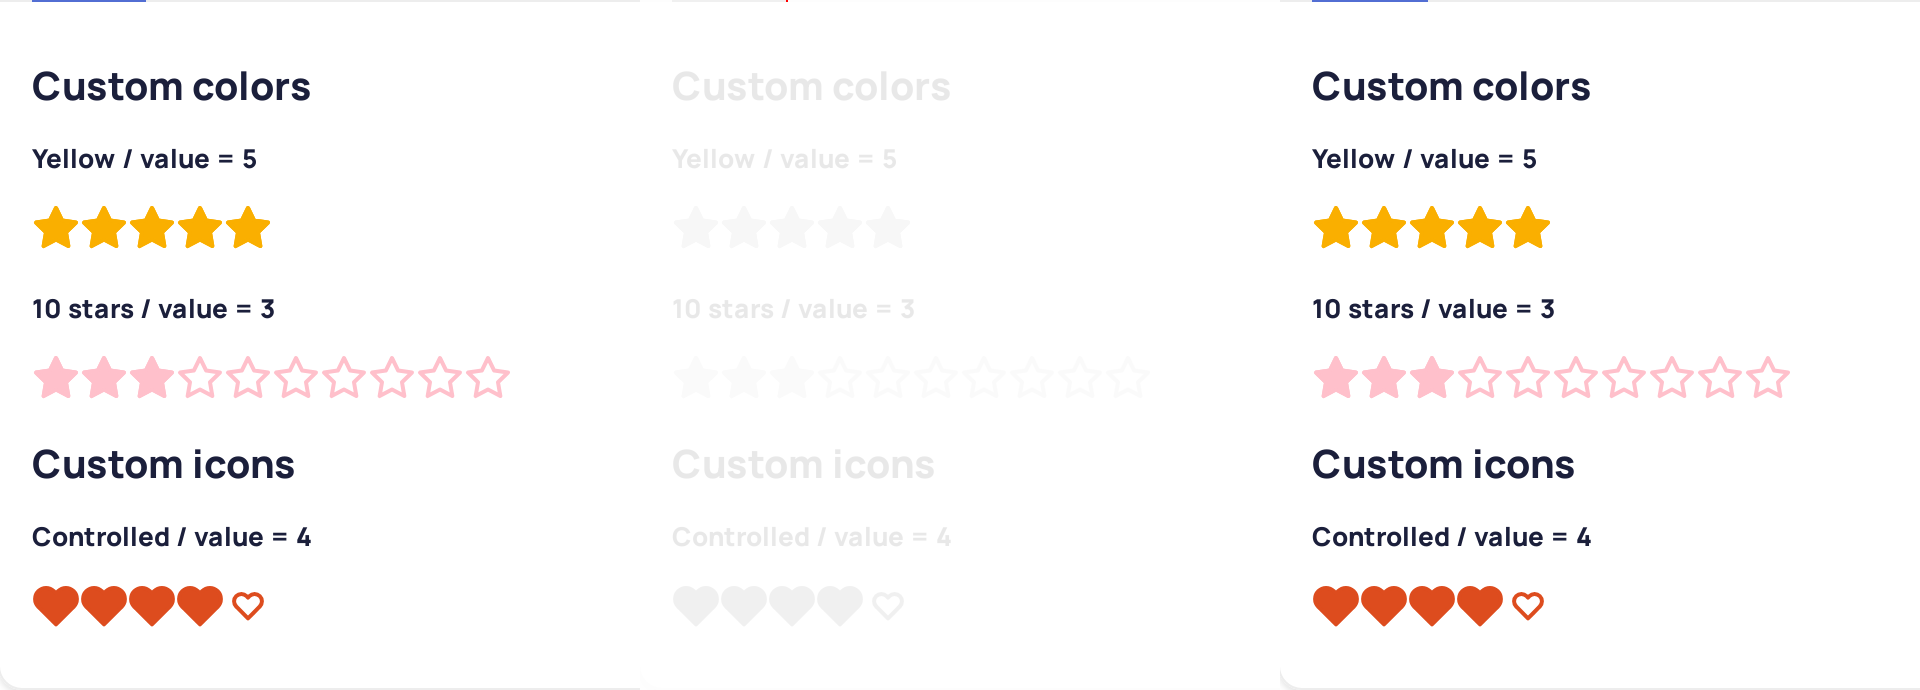 Custom colors
Yellow / value = 5
10 stars / value = 3
Custom icons
Controlled / value = 4
Custom colors
Yellow / value = 5
10 stars / value = 3
Custom icons
Controlled / value = 4
Custom colors
Yellow / value = 5
10 stars / value = 3
Custom icons
Controlled / value = 4